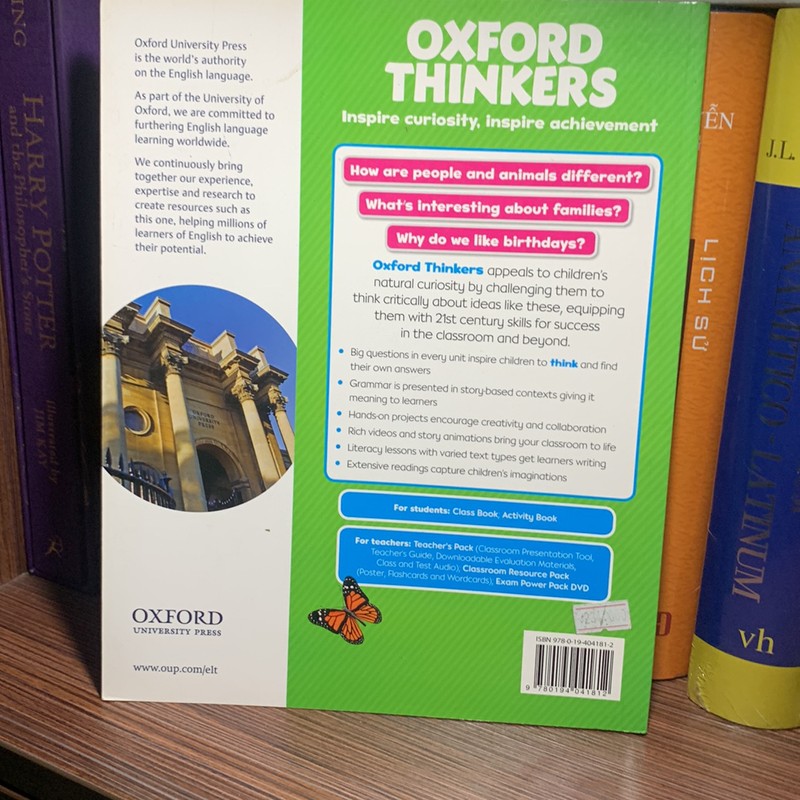 HARRY POTTER
and the Philosopher's Stone
illustrated by
JIM KAY
Oxford University Press
is the world's authority
on the English language.
As part of the University of
Oxford, we are committed to
furthering English language
learning worldwide.
We continuously bring
together our experience,
expertise and research to
create resources such as
this one, helping millions of
learners of English to achieve
their potential.
OXFORD
UNIVERSITY
PRESS
OXFORD
UNIVERSITY PRESS
www.oup.com/elt
OXFORD
THINKERS
Inspire curiosity, inspire achievement
How are people and animals different?
What's interesting about families?
Why do we like birthdays?
Oxford Thinkers appeals to children's
natural curiosity by challenging them to
think critically about ideas like these, equipping
them with 21st century skills for success
in the classroom and beyond.
• Big questions in every unit inspire children to think and find
their own answers
• Grammar is presented in story-based contexts giving it
meaning to learners
• Hands-on projects encourage creativity and collaboration
• Rich videos and story animations bring your classroom to life
• Literacy lessons with varied text types get learners writing
• Extensive readings capture children's imaginations
For students: Class Book, Activity Book
For teachers: Teacher's Pack (Classroom Presentation Tool,
Teacher's Guide, Downloadable Evaluation Materials,
Class and Test Audio), Classroom Resource Pack
(Poster, Flashcards and Wordcards), Exam Power Pack DVD
ISBN 978-0-19-404181-2
9 780194 041812
LỊCH SỬ
J.L.
LATINUM
vh